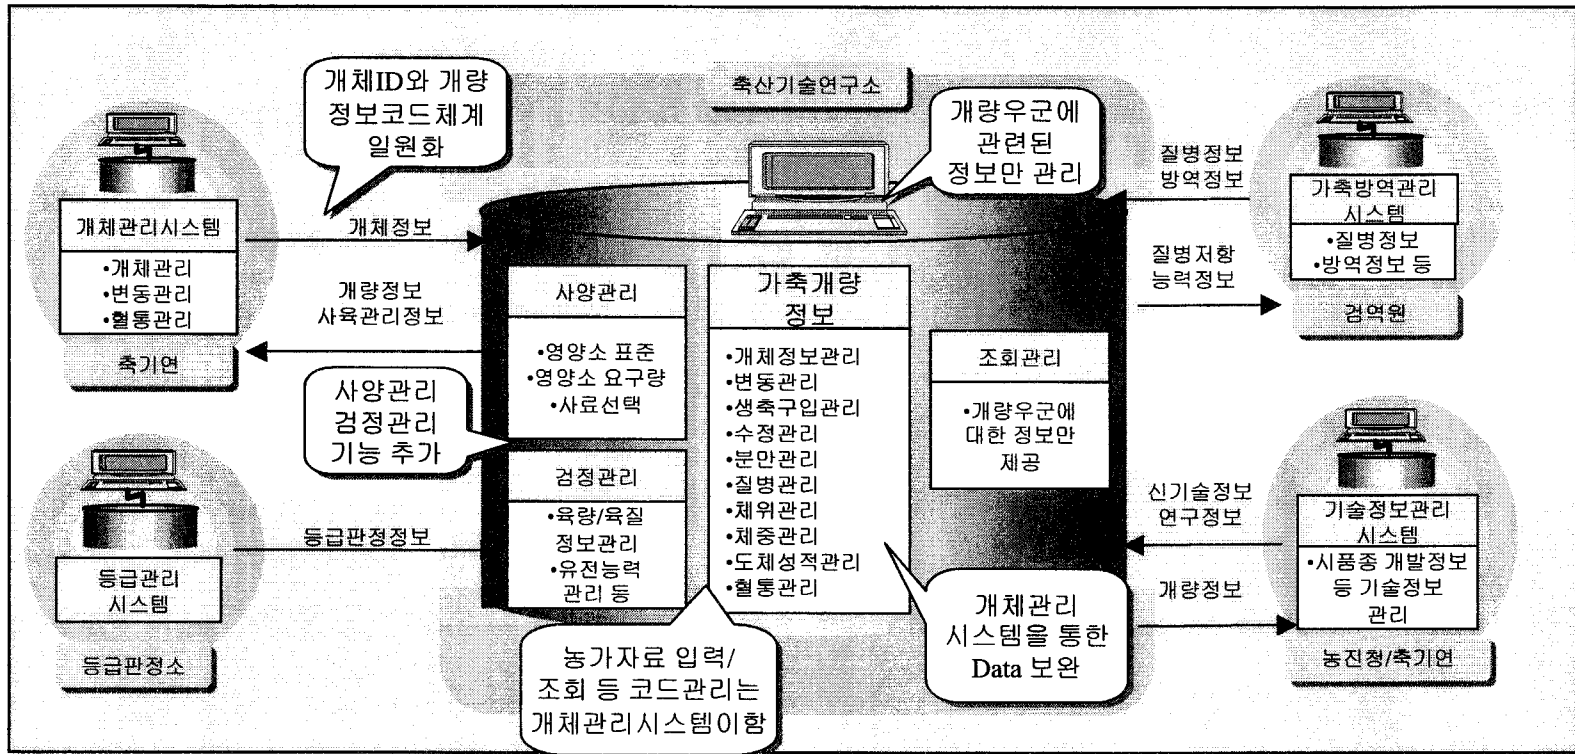 축산기술연구소
개체ID와 개량
정보코드체계
일원화
개량우군에
관련된
정보만 관리
개체관리시스템
•개체관리
•변동관리
•혈통관리
축기연
개체정보
개량정보
사육관리정보
사양관리
검정관리
기능 추가
등급관리
시스템
등급판정소
등급판정정보
사양관리
•영양소 표준
•영양소 요구량
•사료선택
검정관리
•육량/육질
정보관리
•유전능력
관리 등
가축개량
정보
•개체정보관리
•변동관리
•생축구입관리
•수정관리
•분만관리
•질병관리
•체위관리
•체중관리
•도체성적관리
•혈통관리
조회관리
•개량우군에
대한 정보만
제공
농가자료 입력/
조회 등 코드관리는
개체관리시스템이함
개체관리
시스템을 통한
Data 보완
질병정보
방역정보
질병저항
능력정보
가축방역관리
시스템
•질병정보
•방역정보 등
검역원
신기술정보
연구정보
개량정보
기술정보관리
시스템
•시품종 개발정보
등 기술정보
관리
농진청/축기연